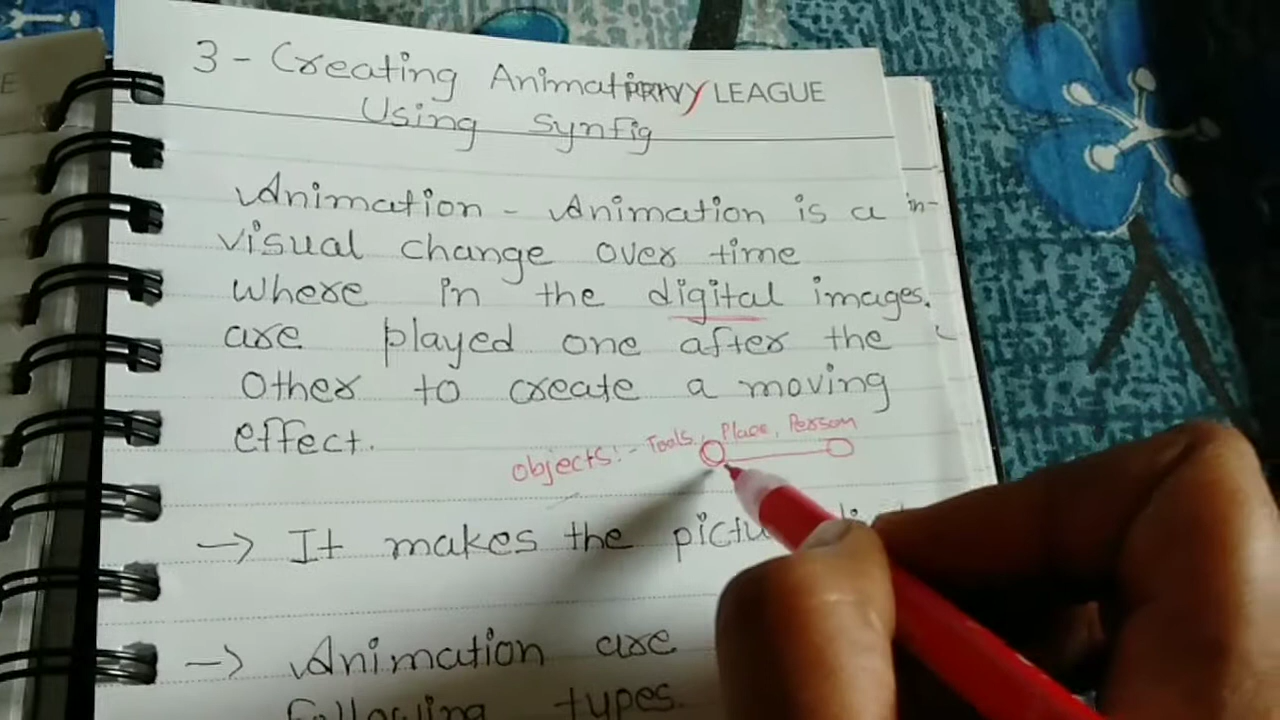 3 - Creating Animation
LEAGUE
Using Synfig
Animation - Animation is a
in-
visual change over time
where in the digital images.
are played one after the
Other to create a moving
effect.
Objects:- Tools, Place, Person
→ It makes the
→ Animation are
Following types.